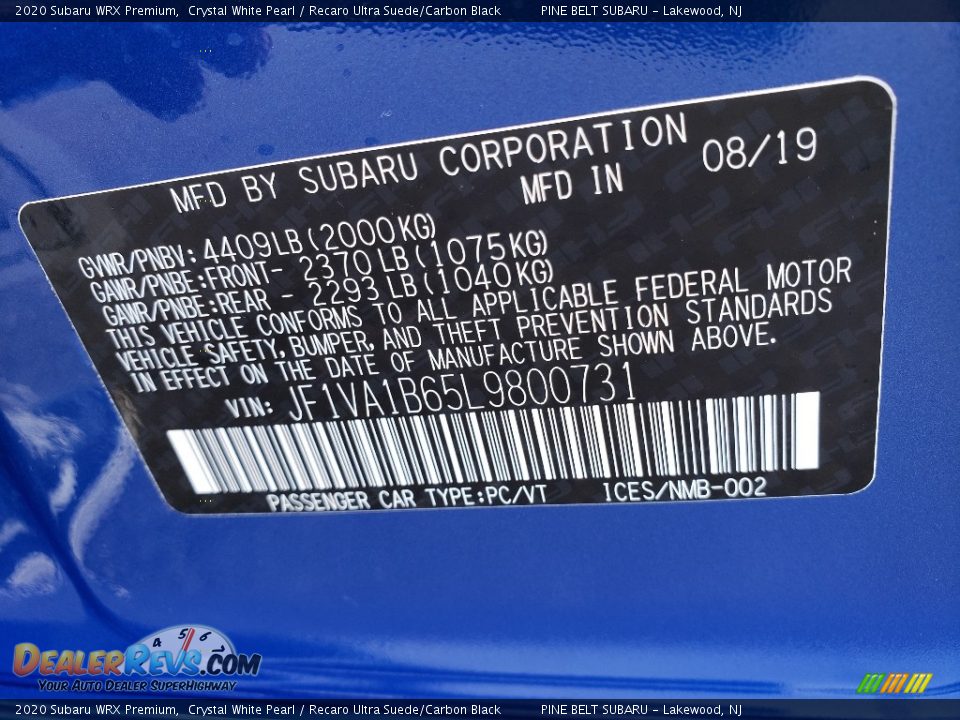 2020 Subaru WRX Premium,  Crystal White Pearl / Recaro Ultra Suede/Carbon Black    PINE BELT SUBARU - Lakewood, NJ
MFD BY SUBARU CORPORATION
MFD IN 08/19
GVWR/PNBV: 4409LB (2000KG)
GAWR/PNBE:FRONT- 2370 LB (1075KG)
GAWR/PNBE:REAR - 2293 LB (1040KG)
THIS VEHICLE CONFORMS TO ALL APPLICABLE FEDERAL MOTOR
VEHICLE SAFETY, BUMPER, AND THEFT PREVENTION STANDARDS
IN EFFECT ON THE DATE OF MANUFACTURE SHOWN ABOVE.
VIN: JF1VA1B65L9800731
PASSENGER CAR TYPE:PC/VT ICES/NMB-002
4 5 6
DEALERREVS.COM
YOUR AUTO DEALER SUPERHIGHWAY
2020 Subaru WRX Premium,  Crystal White Pearl / Recaro Ultra Suede/Carbon Black    PINE BELT SUBARU - Lakewood, NJ